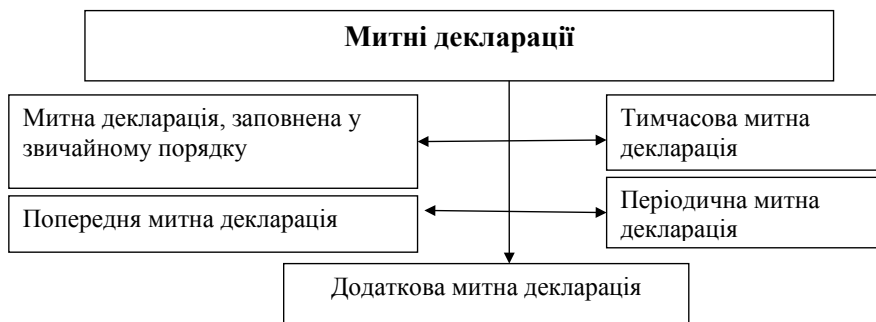 Митні декларації
Митна декларація, заповнена у
звичайному порядку
Тимчасова митна
декларація
Попередня митна декларація
Періодична митна
декларація
Додаткова митна декларація